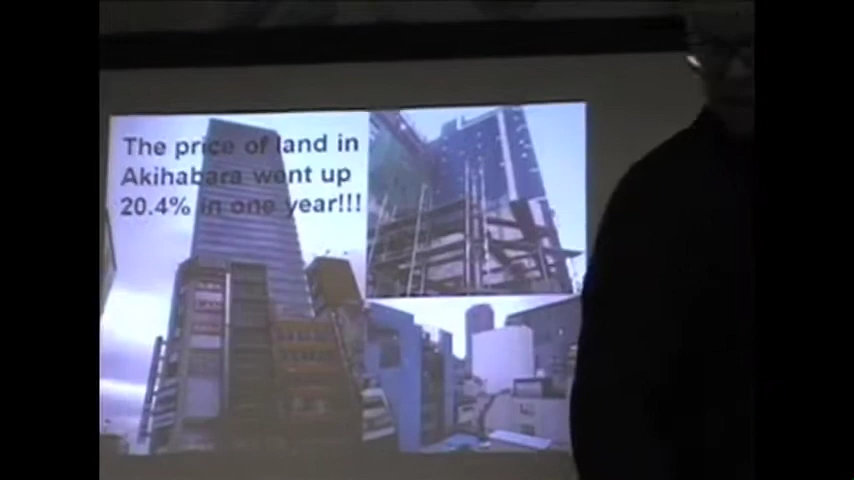 The price of land in
Akihabara went up
20.4% in one year!!!